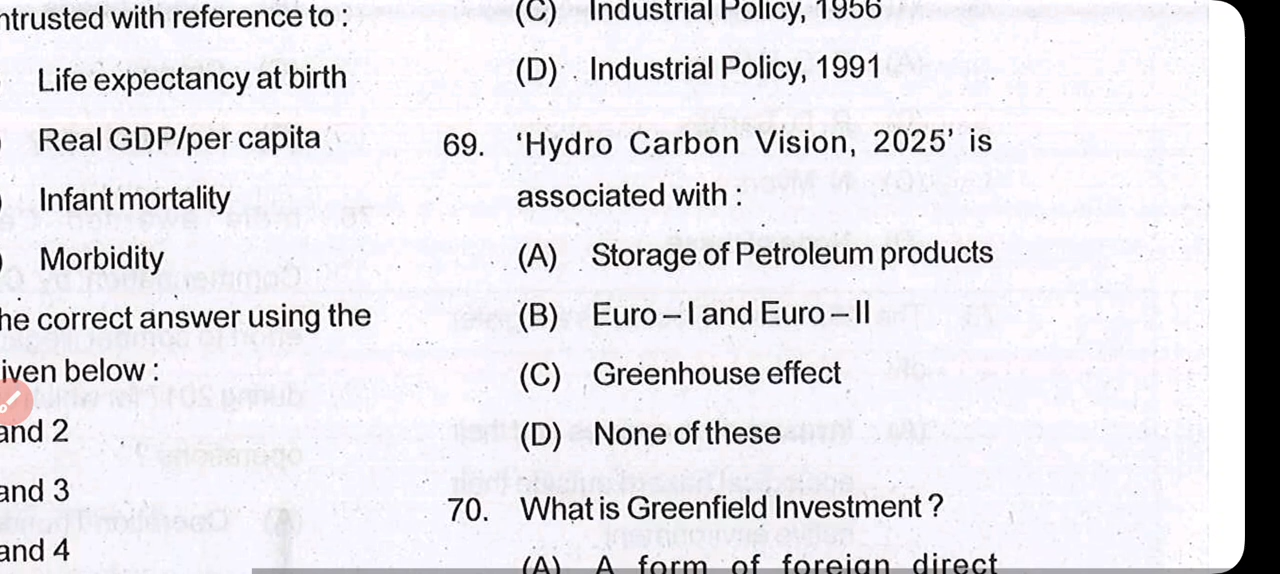 ntrusted with reference to :
Life expectancy at birth
Real GDP/per capita
Infant mortality
Morbidity
he correct answer using the
iven below :
and 2
and 3
and 4
(C) Industrial Policy, 1956
(D) Industrial Policy, 1991
69. ‘Hydro Carbon Vision, 2025’ is
associated with :
(A) Storage of Petroleum products
(B) Euro – I and Euro – II
(C) Greenhouse effect
(D) None of these
70. What is Greenfield Investment ?
(A) A form of foreign direct